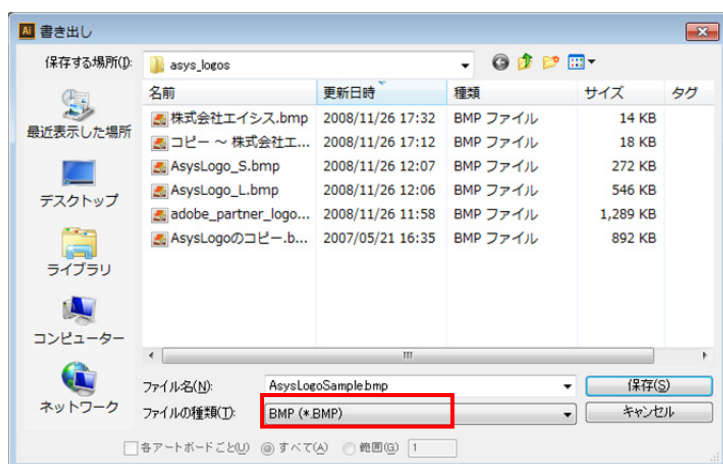 Ai 書き出し
保存する場所(I): asys_logos
名前 更新日時 種類 サイズ タグ
株式会社エイシス.bmp 2008/11/26 17:32 BMP ファイル 14 KB
コピー ~ 株式会社エ... 2008/11/26 17:12 BMP ファイル 18 KB
AsysLogo_S.bmp 2008/11/26 12:07 BMP ファイル 272 KB
AsysLogo_L.bmp 2008/11/26 12:06 BMP ファイル 546 KB
adobe_partner_logo... 2008/11/26 11:58 BMP ファイル 1,289 KB
AsysLogoのコピー.b... 2007/05/21 16:35 BMP ファイル 892 KB
最近表示した場所
デスクトップ
ライブラリ
コンピューター
ネットワーク
ファイル名(N): AsysLogoSample.bmp 保存(S)
ファイルの種類(T): BMP (*.BMP) キャンセル
各アートボードごと(U) すべて(A) 範囲(G) 1